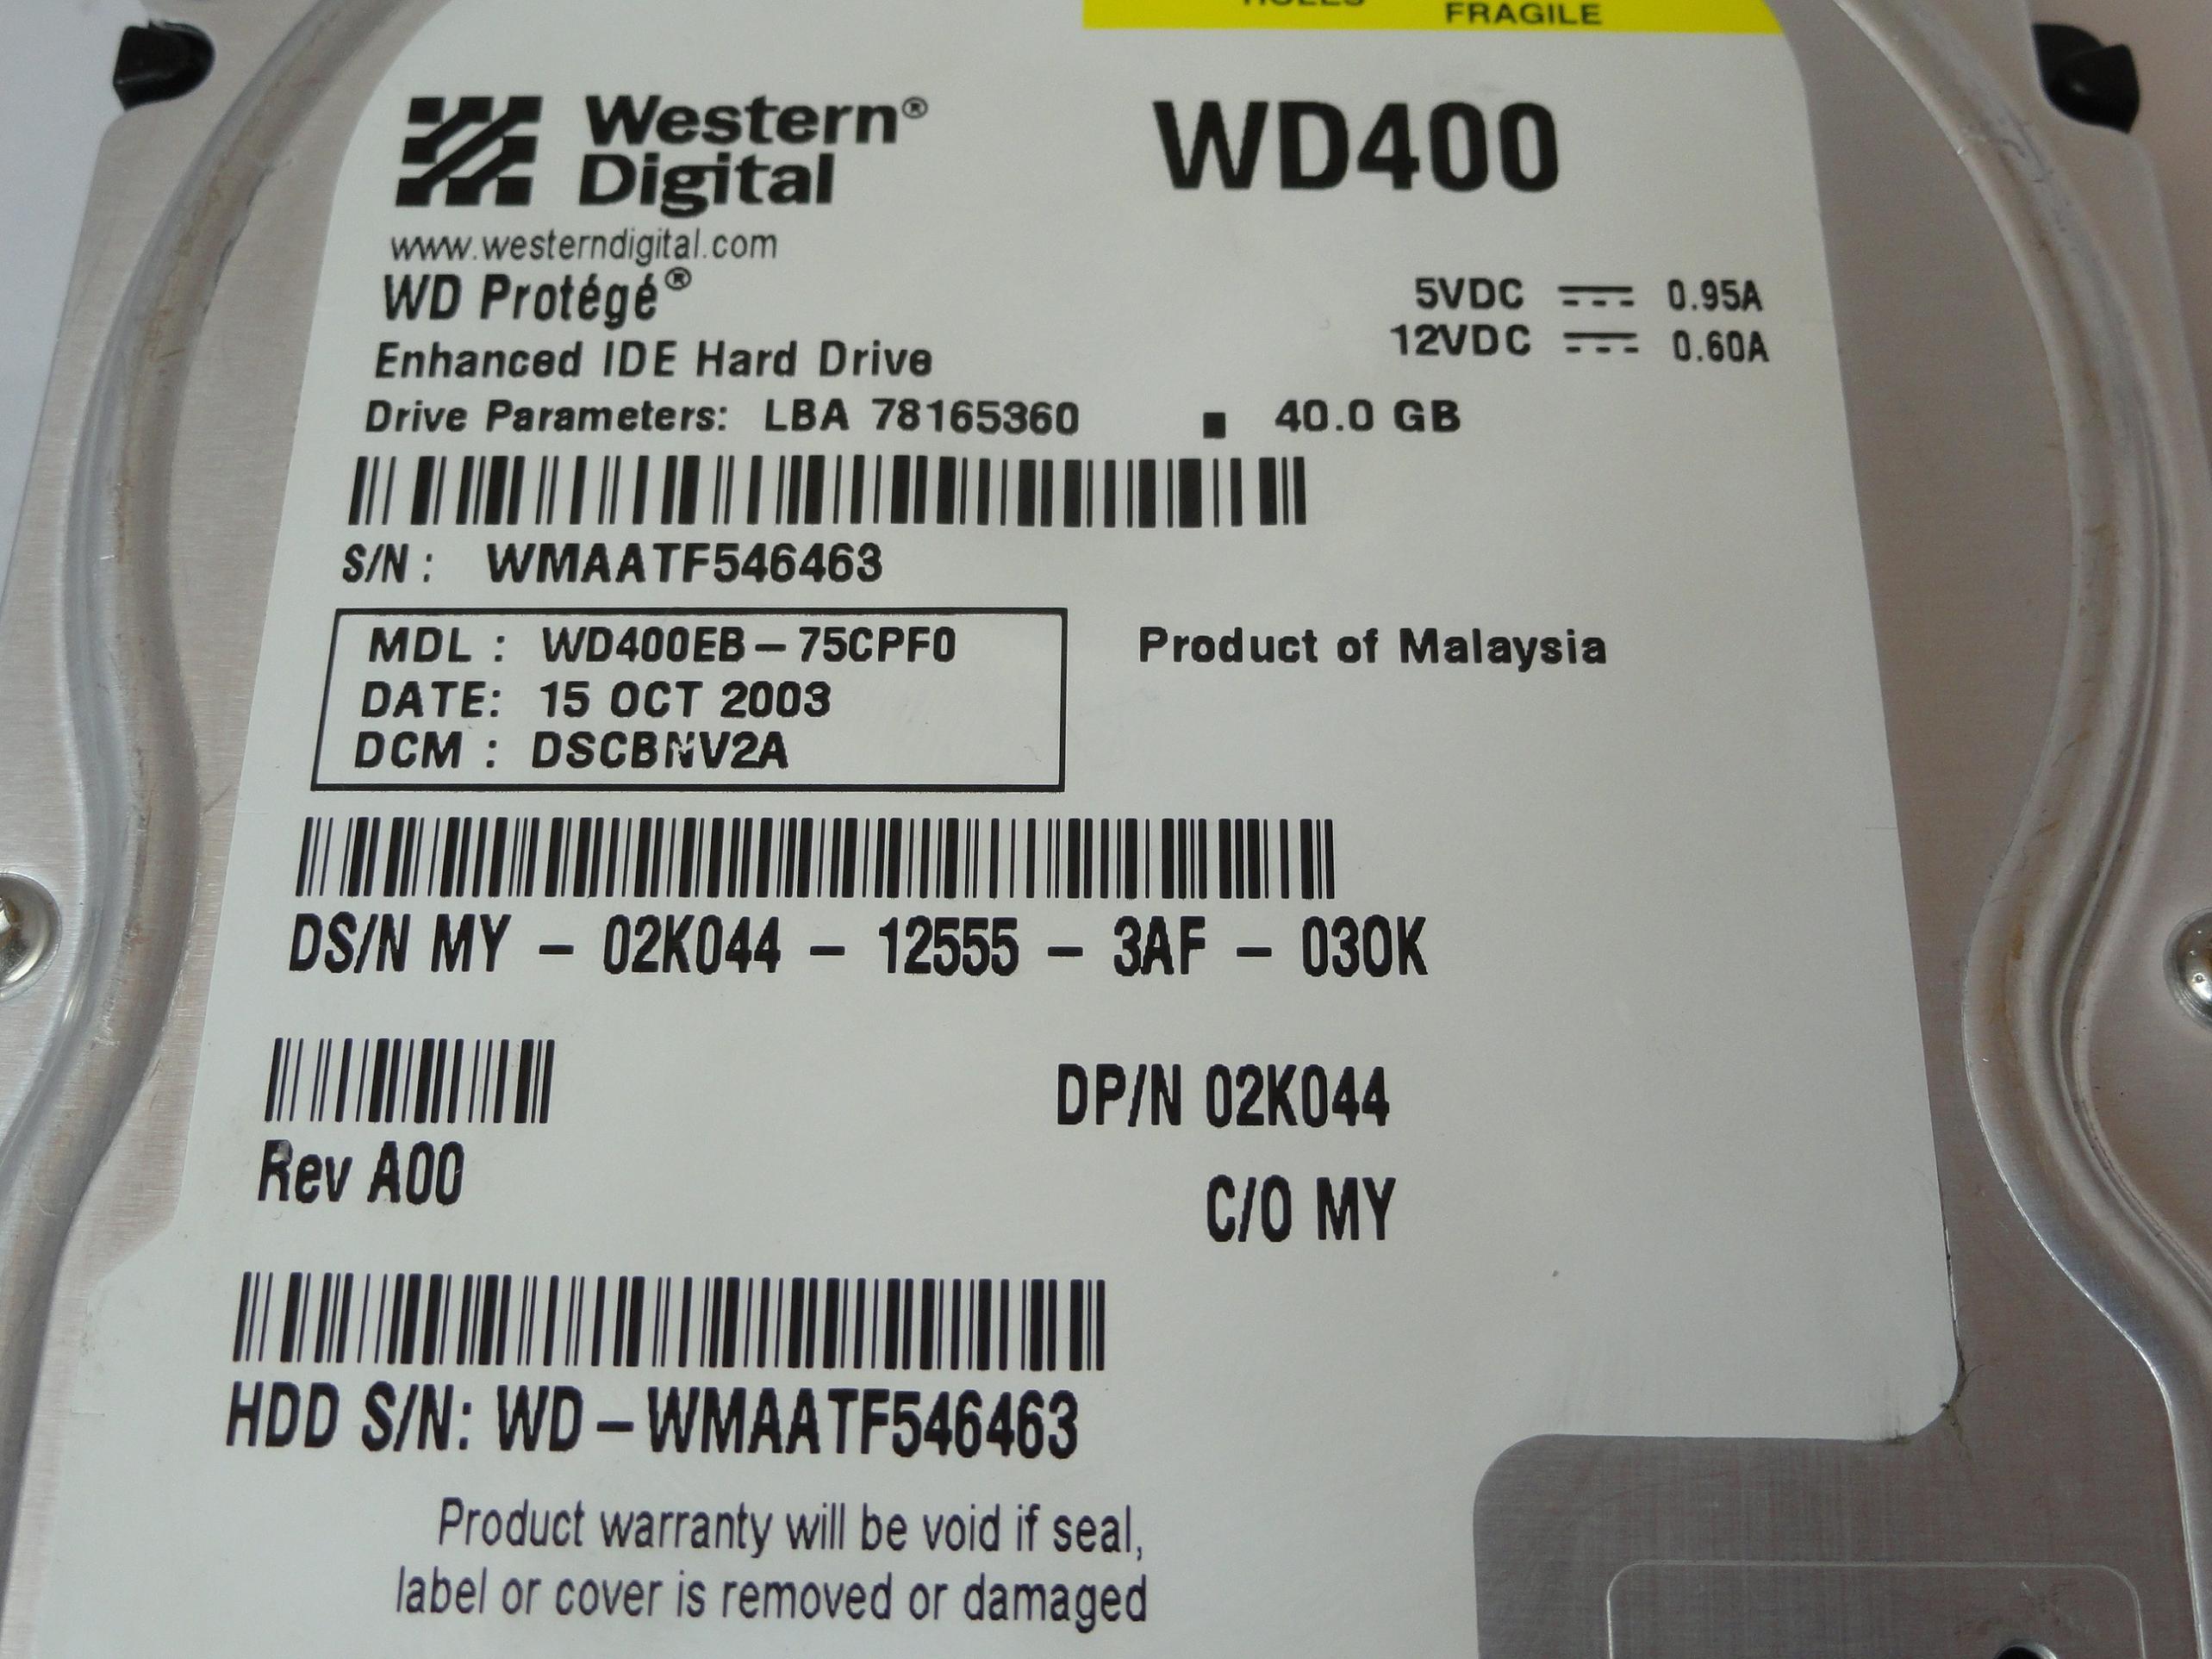 HOLES FRAGILE
Western® WD400
Digital
www.westerndigital.com
WD Protégé®
5VDC 0.95A
12VDC 0.60A
Enhanced IDE Hard Drive
Drive Parameters: LBA 78165360 ▪ 40.0 GB
S/N: WMAATF546463
MDL: WD400EB-75CPF0
Product of Malaysia
DATE: 15 OCT 2003
DCM: DSCBNV2A
DS/N MY - 02K044 - 12555 - 3AF - 030K
DP/N 02K044
Rev A00
C/O MY
HDD S/N: WD-WMAATF546463
Product warranty will be void if seal,
label or cover is removed or damaged